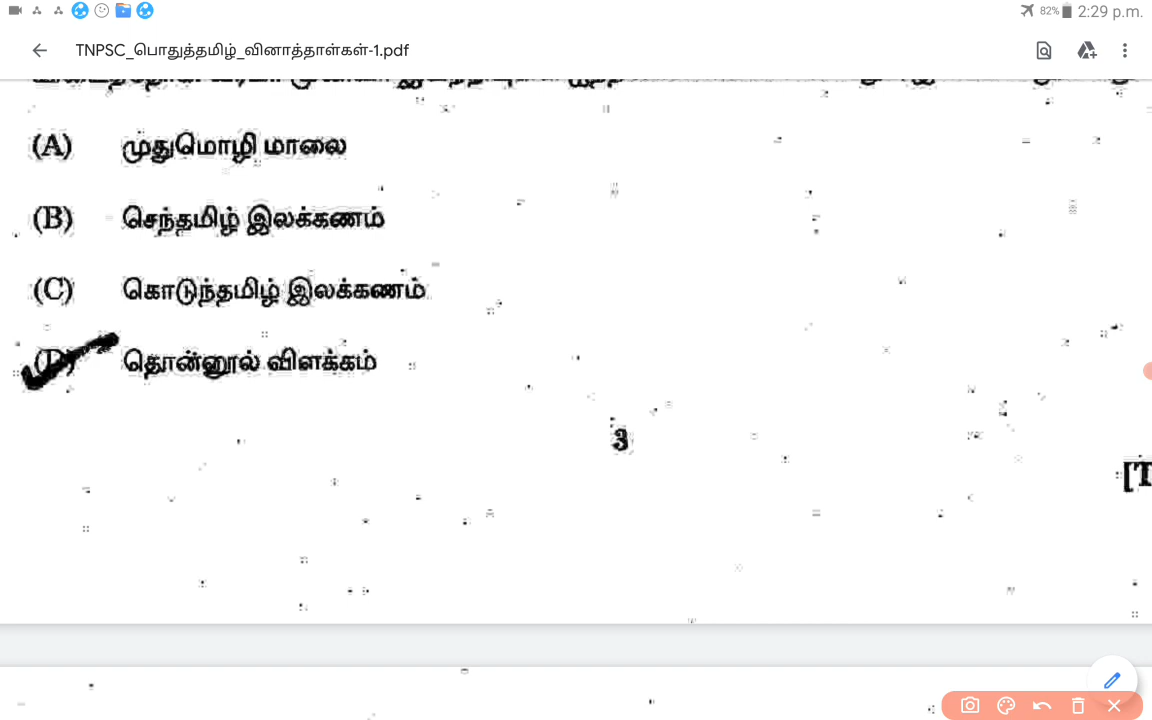 82% 2:29 p.m.
TNPSC_பொதுத்தமிழ்_வினாத்தாள்கள்-1.pdf
(A) முதுமொழி மாலை
(B) செந்தமிழ் இலக்கணம்
(C) கொடுந்தமிழ் இலக்கணம்
(D) தொன்னூல் விளக்கம்
3
[T